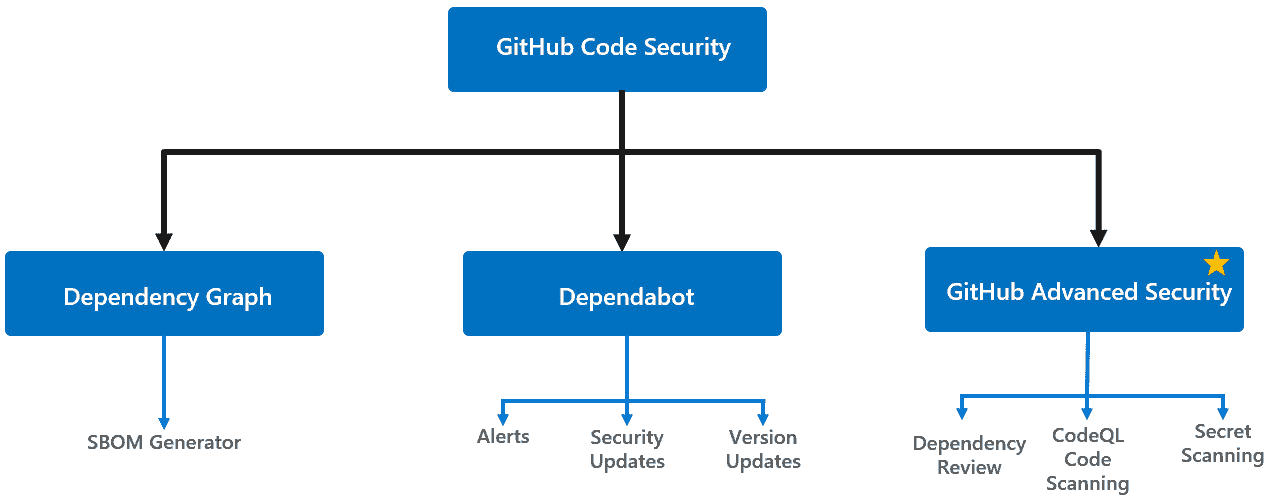 GitHub Code Security
Dependency Graph
Dependabot
GitHub Advanced Security
SBOM Generator
Alerts
Security
Updates
Version
Updates
Dependency
Review
CodeQL
Code
Scanning
Secret
Scanning